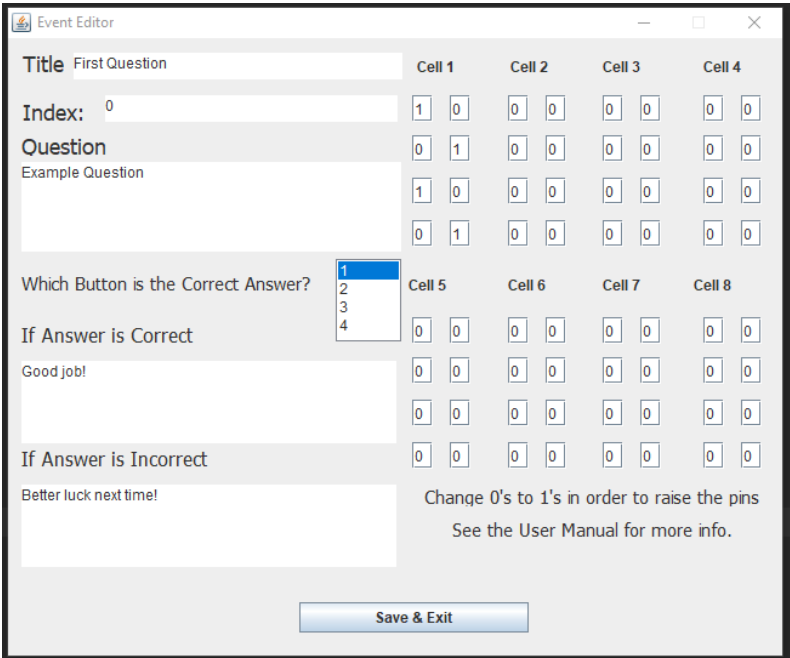 Event Editor
Title First Question
Index: 0
Question
Example Question
Which Button is the Correct Answer?
1
2
3
4
If Answer is Correct
Good job!
If Answer is Incorrect
Better luck next time!
Cell 1 Cell 2 Cell 3 Cell 4
1 0 0 0 0 0 0 0
0 1 0 0 0 0 0 0
1 0 0 0 0 0 0 0
0 1 0 0 0 0 0 0
Cell 5 Cell 6 Cell 7 Cell 8
0 0 0 0 0 0 0 0
0 0 0 0 0 0 0 0
0 0 0 0 0 0 0 0
0 0 0 0 0 0 0 0
Change 0's to 1's in order to raise the pins
See the User Manual for more info.
Save & Exit